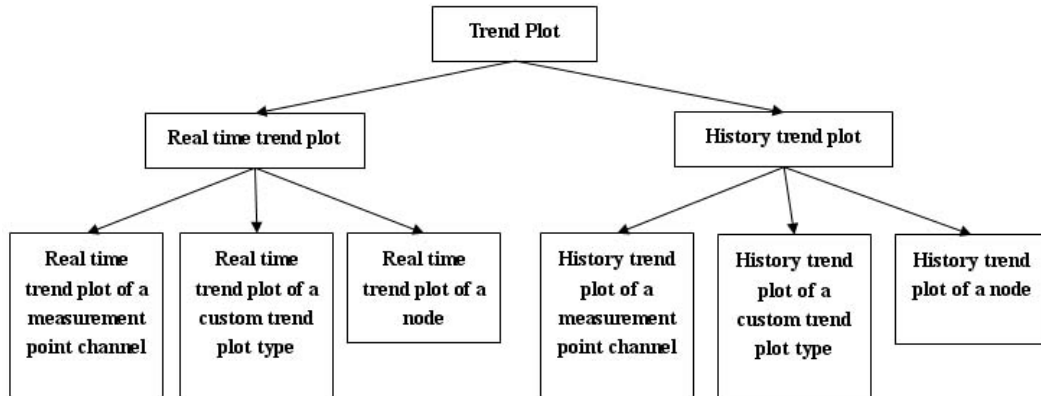 Trend Plot
Real time trend plot
History trend plot
Real time
trend plot of a
measurement
point channel
Real time
trend plot of a
custom trend
plot type
Real time
trend plot of a
node
History trend
plot of a
measurement
point channel
History trend
plot of a
custom trend
plot type
History trend
plot of a node